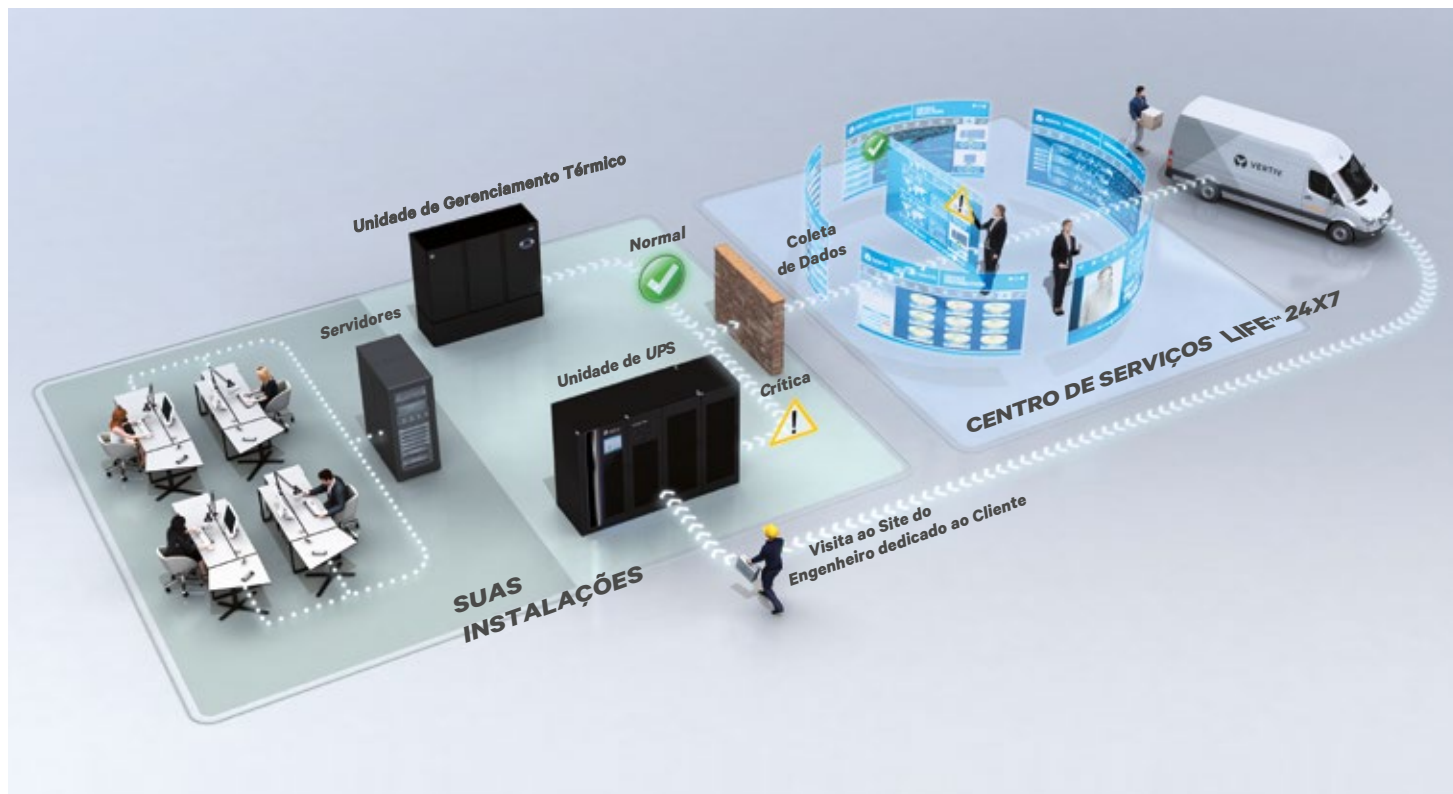 Unidade de Gerenciamento Térmico
Normal
Coleta
de Dados
VERTIV
Servidores
Unidade de UPS
Crítica
CENTRO DE SERVIÇOS LIFE™ 24X7
Visita ao Site do
Engenheiro dedicado ao Cliente
SUAS
INSTALAÇÕES